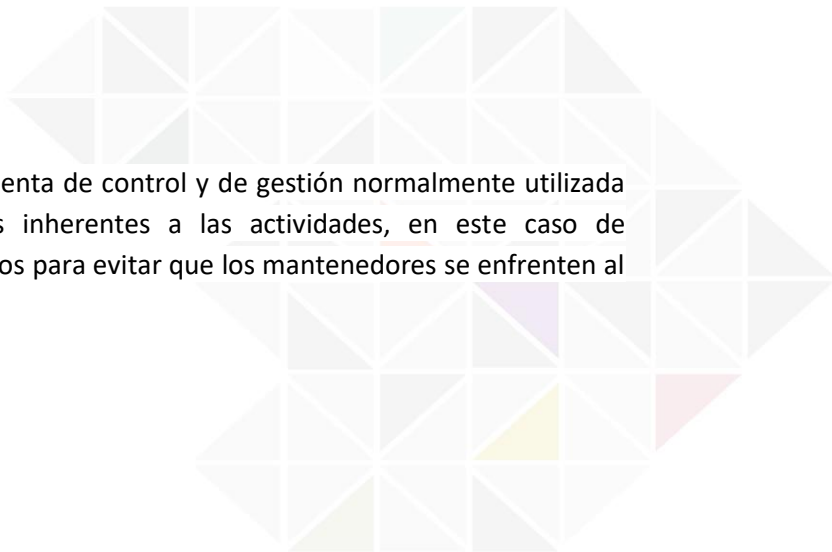 enta de control y de gestión normalmente utilizada
s inherentes a las actividades, en este caso de
os para evitar que los mantenedores se enfrenten al